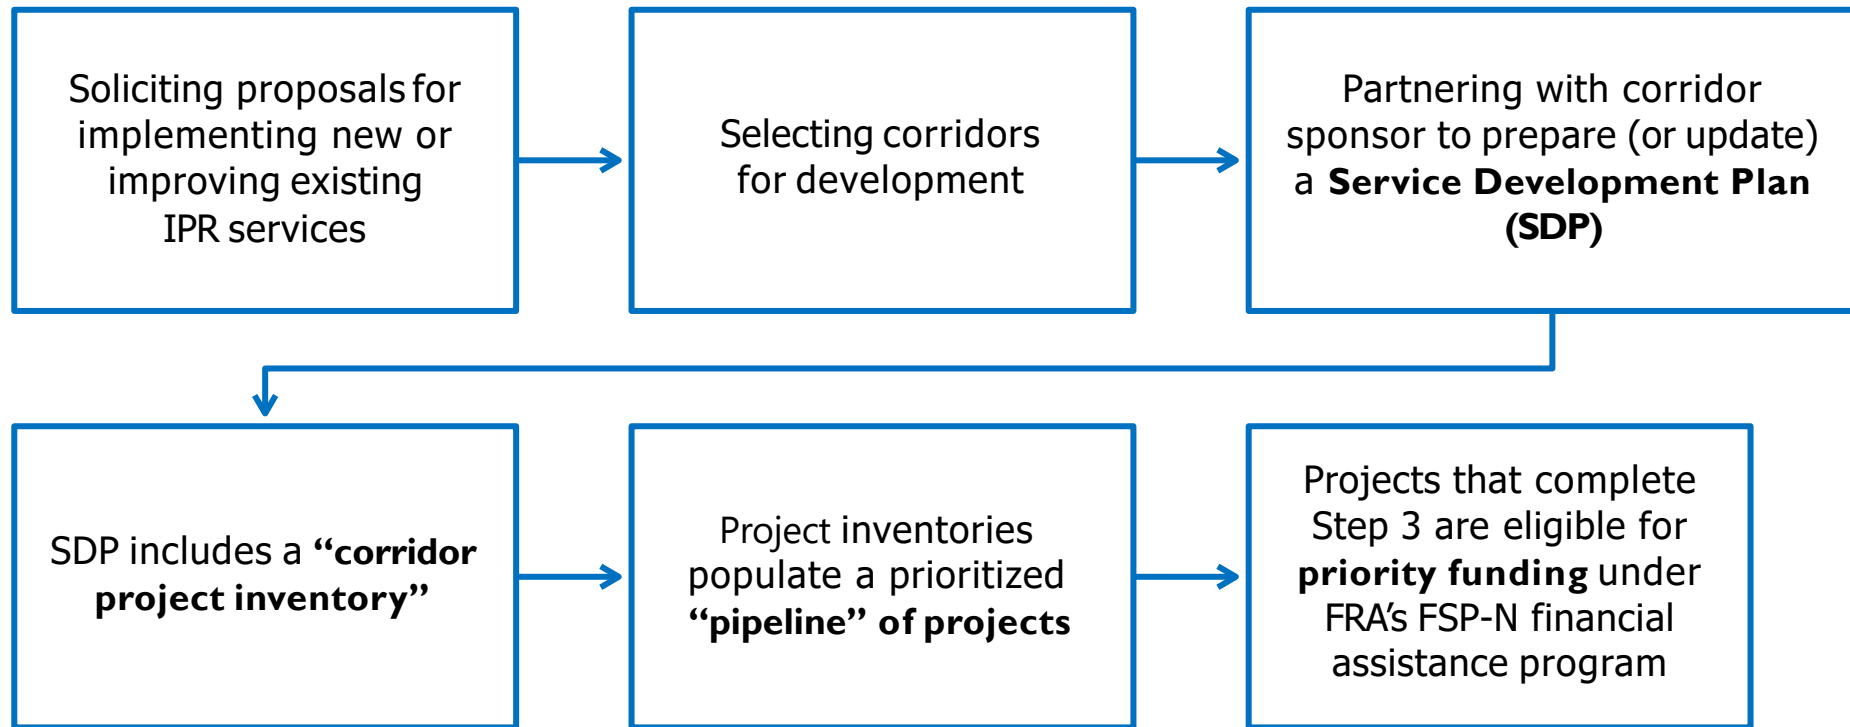 Soliciting proposals for
implementing new or
improving existing
IPR services
Selecting corridors
for development
Partnering with corridor
sponsor to prepare (or update)
a Service Development Plan
(SDP)
SDP includes a “corridor
project inventory”
Project inventories
populate a prioritized
“pipeline” of projects
Projects that complete
Step 3 are eligible for
priority funding under
FRA’s FSP-N financial
assistance program